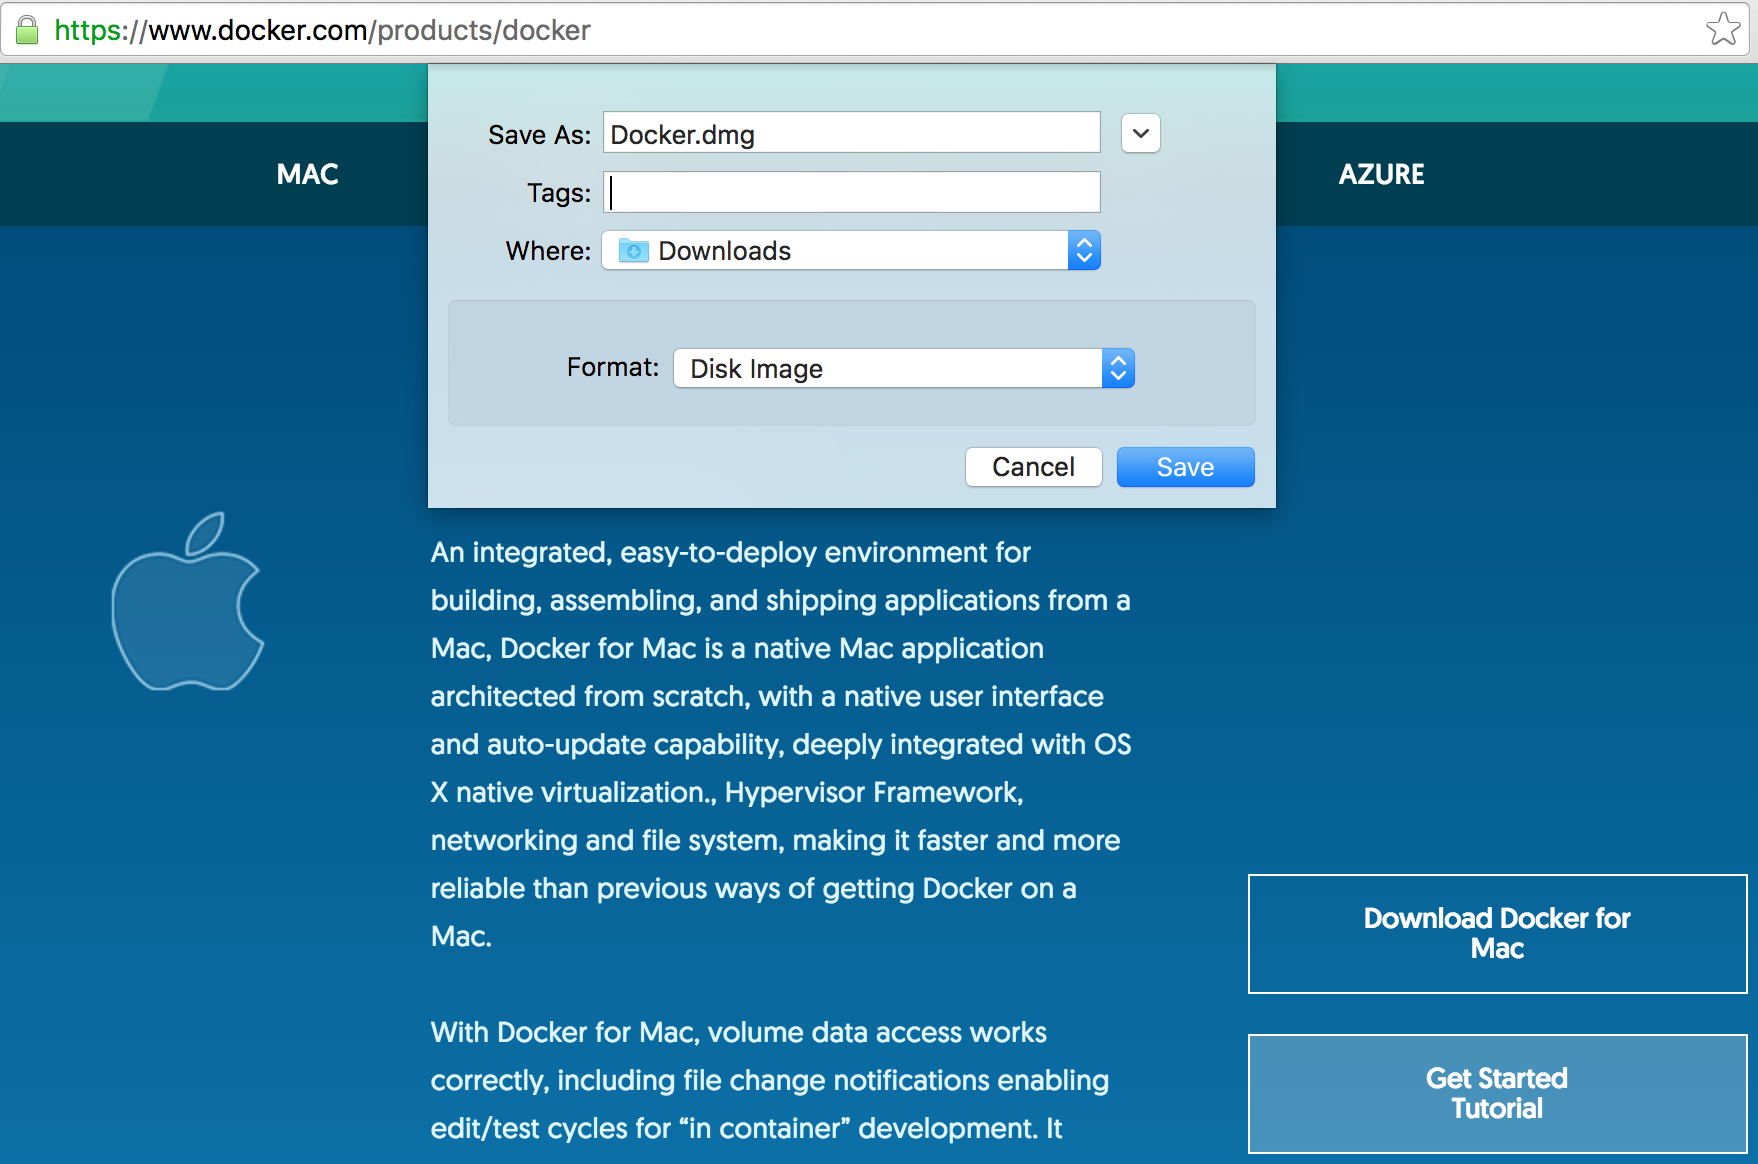 https://www.docker.com/products/docker
Save As: Docker.dmg
Tags:
Where: Downloads
Format: Disk Image
Cancel Save
MAC
AZURE
An integrated, easy-to-deploy environment for
building, assembling, and shipping applications from a
Mac, Docker for Mac is a native Mac application
architected from scratch, with a native user interface
and auto-update capability, deeply integrated with OS
X native virtualization., Hypervisor Framework,
networking and file system, making it faster and more
reliable than previous ways of getting Docker on a
Mac.
With Docker for Mac, volume data access works
correctly, including file change notifications enabling
edit/test cycles for “in container” development. It
Download Docker for
Mac
Get Started
Tutorial